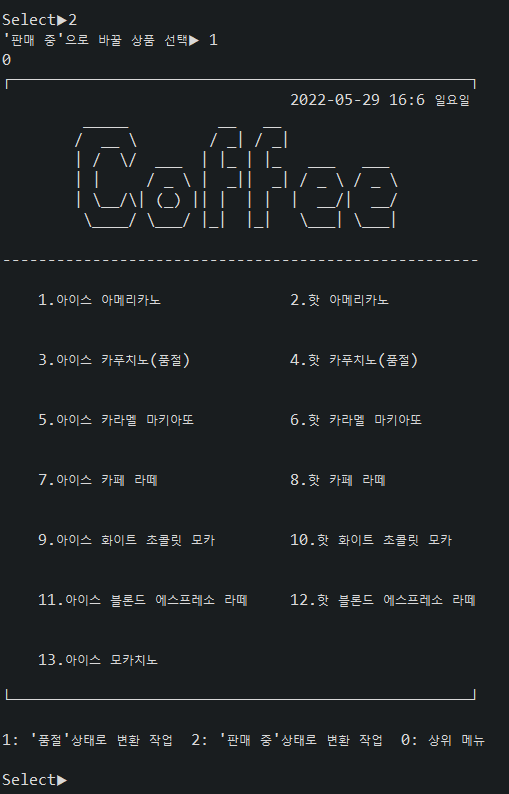 Select▶2
'판매 중'으로 바꿀 상품 선택▶ 1
0
2022-05-29 16:6 일요일
Coffee
1.아이스 아메리카노 2.핫 아메리카노
3.아이스 카푸치노(품절) 4.핫 카푸치노(품절)
5.아이스 카라멜 마키아또 6.핫 카라멜 마키아또
7.아이스 카페 라떼 8.핫 카페 라떼
9.아이스 화이트 초콜릿 모카 10.핫 화이트 초콜릿 모카
11.아이스 블론드 에스프레소 라떼 12.핫 블론드 에스프레소 라떼
13.아이스 모카치노
1: '품절'상태로 변환 작업 2: '판매 중'상태로 변환 작업 0: 상위 메뉴
Select▶